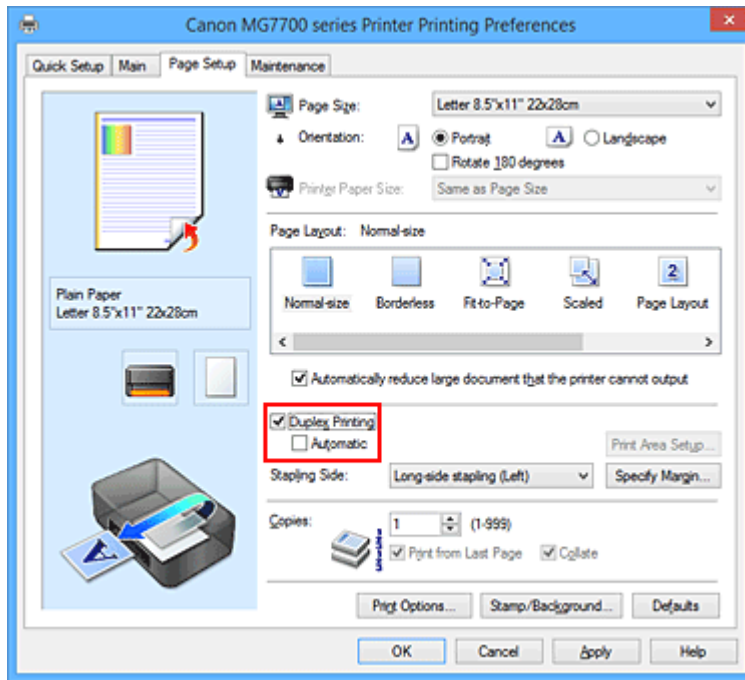 Canon MG7700 series Printer Printing Preferences
Quick Setup Main Page Setup Maintenance
Page Size: Letter 8.5"x11" 22x28cm
Orientation: A Portrait A Landscape
Rotate 180 degrees
Printer Paper Size: Same as Page Size
Page Layout: Normal-size
2
Normal-size Borderless Fit-to-Page Scaled Page Layout
Plain Paper
Letter 8.5"x11" 22x28cm
Automatically reduce large document that the printer cannot output
Duplex Printing
Automatic
Print Area Setup...
Stapling Side: Long-side stapling (Left) Specify Margin...
Copies: 1 (1-999)
Print from Last Page Collate
A
Print Options... Stamp/Background... Defaults
OK Cancel Apply Help